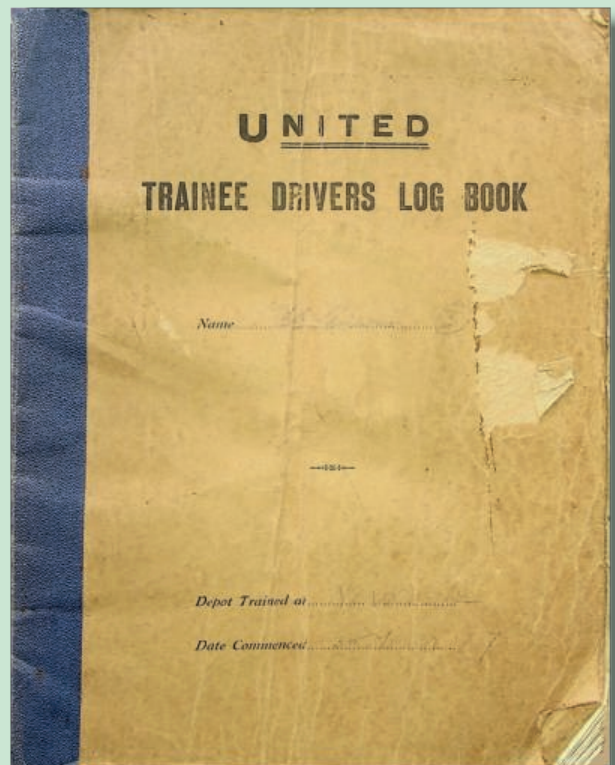 UNITED
TRAINEE DRIVERS LOG BOOK
Name
Depot Trained at
Date Commenced